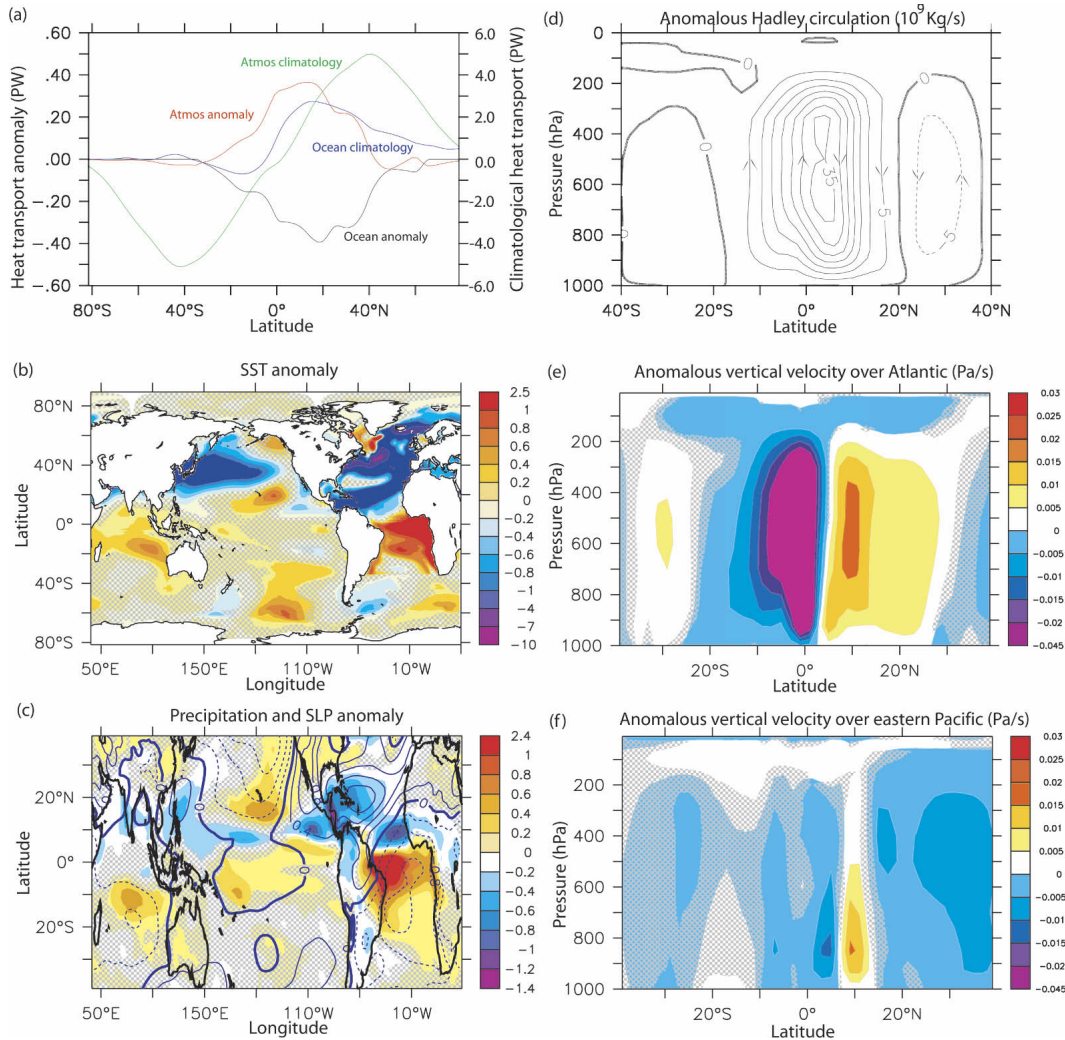 (a)
Heat transport anomaly (PW)
.60
.40
.20
.00
-.20
-.40
-.60
Atmos climatology
Atmos anomaly
Ocean climatology
Ocean anomaly
6.0
4.0
2.0
0.0
-2.0
-4.0
-6.0
Climatological heat transport (PW)
80°S 40°S 0° 40°N
Latitude
(d)
Anomalous Hadley circulation (10⁹ Kg/s)
Pressure (hPa)
0
200
400
600
800
1000
0
0
0
0
35
5
5
40°S 20°S 0° 20°N 40°N
Latitude
(b)
SST anomaly
Latitude
80°N
40°N
0°
40°S
80°S
50°E 150°E 110°W 10°W
Longitude
2.5
1
0.8
0.6
0.4
0.2
0
-0.2
-0.4
-0.6
-0.8
-1
-4
-7
-10
(e)
Anomalous vertical velocity over Atlantic (Pa/s)
Pressure (hPa)
200
400
600
800
1000
20°S 0° 20°N
Latitude
0.03
0.025
0.02
0.015
0.01
0.005
0
-0.005
-0.01
-0.015
-0.02
-0.045
(c)
Precipitation and SLP anomaly
Latitude
20°N
0°
20°S
0
0
0
0
0
50°E 150°E 110°W 10°W
Longitude
2.4
1
0.8
0.6
0.4
0.2
0
-0.2
-0.4
-0.6
-0.8
-1
-1.4
(f)
Anomalous vertical velocity over eastern Pacific (Pa/s)
Pressure (hPa)
200
400
600
800
1000
20°S 0° 20°N
Latitude
0.03
0.025
0.02
0.015
0.01
0.005
0
-0.005
-0.01
-0.015
-0.02
-0.045